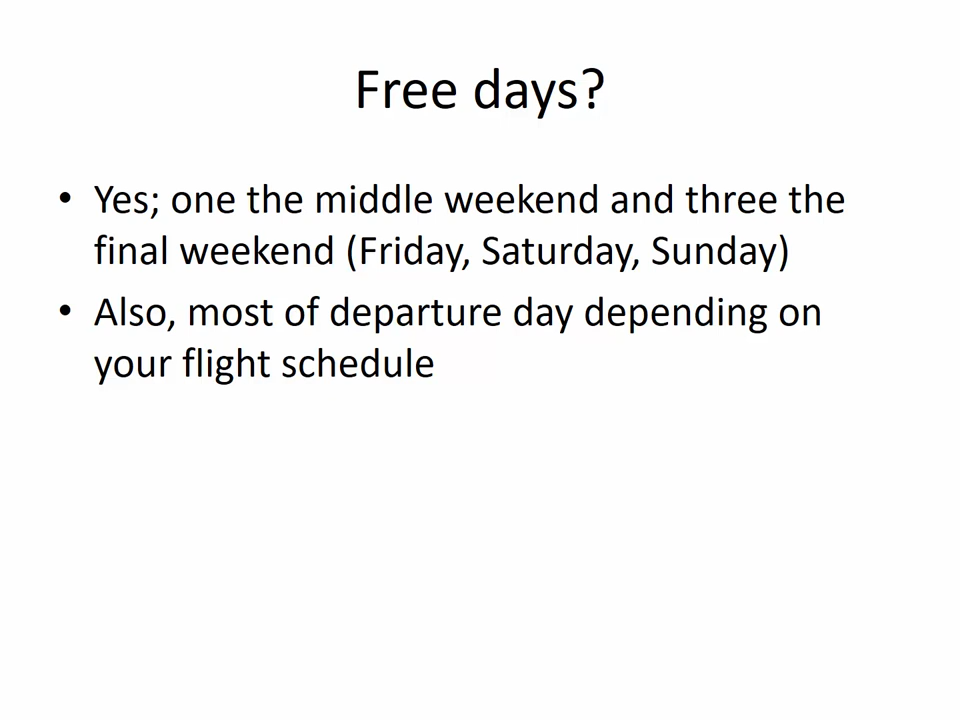 Free days?
• Yes; one the middle weekend and three the
final weekend (Friday, Saturday, Sunday)
• Also, most of departure day depending on
your flight schedule